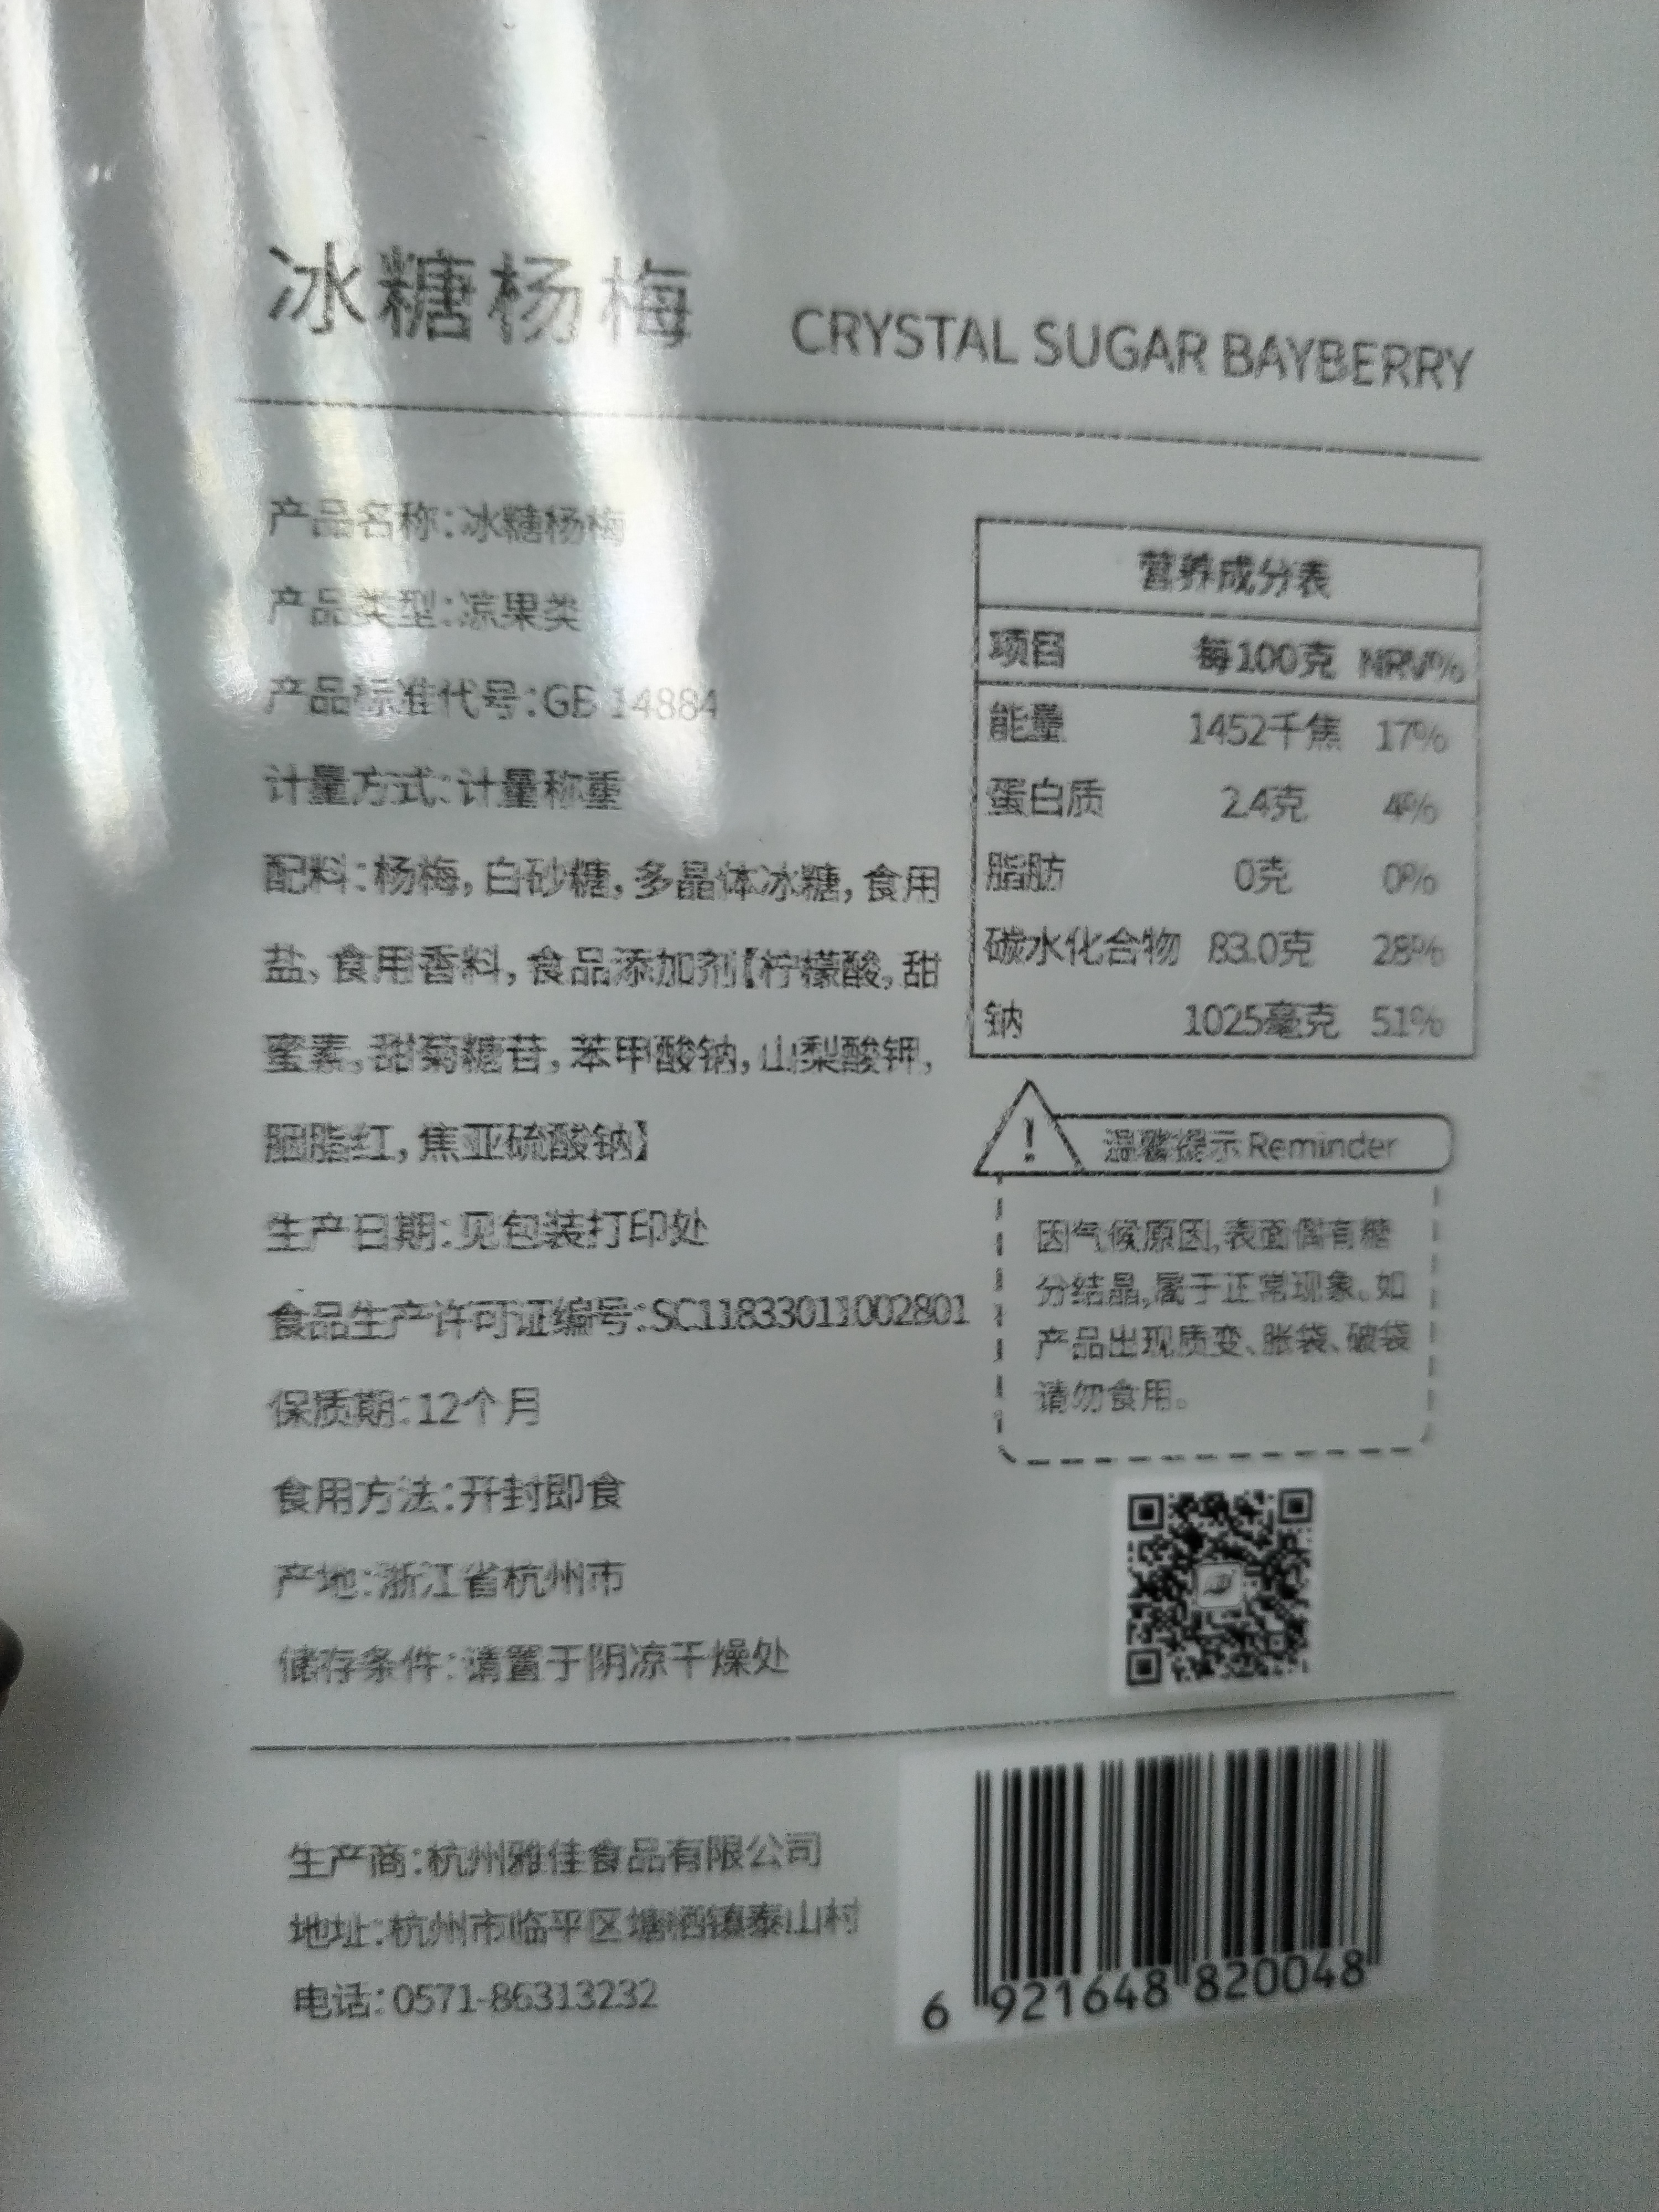 冰糖杨梅 CRYSTAL SUGAR BAYBERRY
产品名称:冰糖杨梅
产品类型:凉果类
产品标准代号:GB 14884
计量方式:计量称重
配料:杨梅,白砂糖,多晶体冰糖,食用
盐,食用香料,食品添加剂【柠檬酸,甜
蜜素,甜菊糖苷,苯甲酸钠,山梨酸钾,
胭脂红,焦亚硫酸钠】
生产日期:见包装打印处
食品生产许可证编号:SC11833011002801
保质期:12个月
食用方法:开封即食
产地:浙江省杭州市
储存条件:请置于阴凉干燥处
营养成分表
项目 每100克 NRV%
能量 1452千焦 17%
蛋白质 2.4克 4%
脂肪 0克 0%
碳水化合物 83.0克 28%
钠 1025毫克 51%
! 温馨提示 Reminder
因气候原因,表面偶有糖
分结晶,属于正常现象。如
产品出现质变、胀袋、破袋
请勿食用。
生产商:杭州雅佳食品有限公司
地址:杭州市临平区塘栖镇泰山村
电话:0571-86313232
6 921648 820048